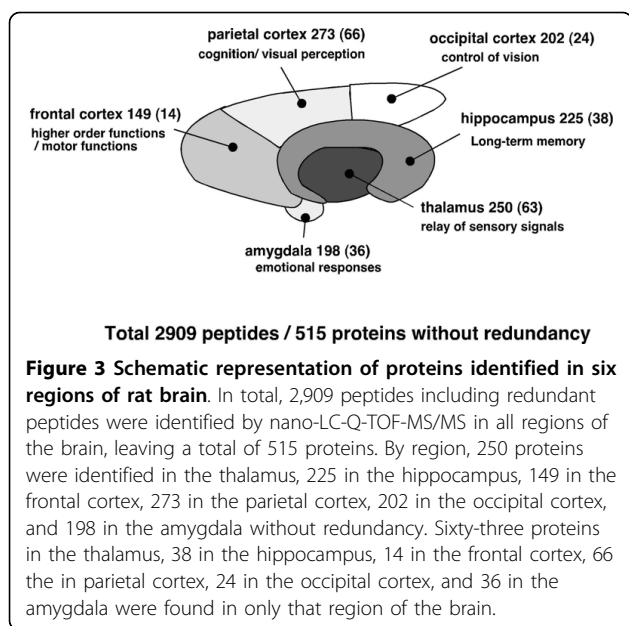 parietal cortex 273 (66)
cognition/ visual perception
occipital cortex 202 (24)
control of vision
frontal cortex 149 (14)
higher order functions
/ motor functions
hippocampus 225 (38)
Long-term memory
thalamus 250 (63)
relay of sensory signals
amygdala 198 (36)
emotional responses
Total 2909 peptides / 515 proteins without redundancy
Figure 3 Schematic representation of proteins identified in six
regions of rat brain. In total, 2,909 peptides including redundant
peptides were identified by nano-LC-Q-TOF-MS/MS in all regions of
the brain, leaving a total of 515 proteins. By region, 250 proteins
were identified in the thalamus, 225 in the hippocampus, 149 in the
frontal cortex, 273 in the parietal cortex, 202 in the occipital cortex,
and 198 in the amygdala without redundancy. Sixty-three proteins
in the thalamus, 38 in the hippocampus, 14 in the frontal cortex, 66
the in parietal cortex, 24 in the occipital cortex, and 36 in the
amygdala were found in only that region of the brain.